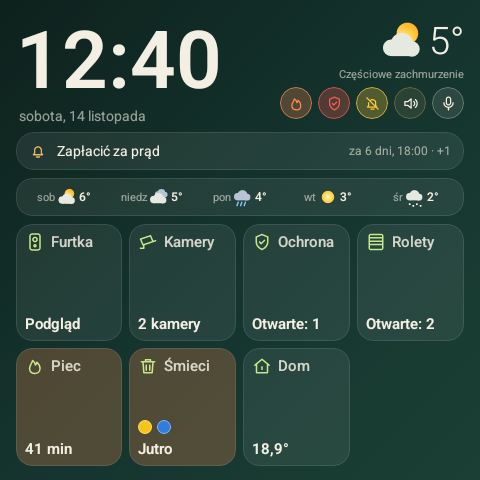 12:40
5°
Częściowe zachmurzenie
sobota, 14 listopada
Zapłacić za prąd
za 6 dni, 18:00 · +1
sob 6° niedz 5° pon 4° wt 3° śr 2°
Furtka Kamery Ochrona Rolety
Podgląd 2 kamery Otwarte: 1 Otwarte: 2
Piec Śmieci Dom
41 min Jutro 18,9°